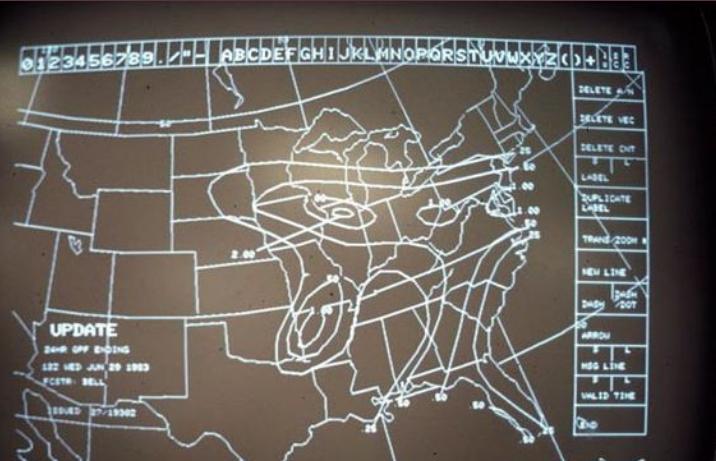 0123456789./"- ABCDEFGHIJKLMNOPQRSTUVWXYZ()+
DELETE A/N
DELETE VEC
DELETE CNT
S L
LABEL
DUPLICATE
LABEL
TRANS/ZOOM
NEW LINE
DASH DASH
/DOT
ARROW
S L
MSG LINE
S L
VALID TIME
END
.25
.50
1.00
1.00
.50
.25
2.00
.50
.50
.50
.50
.25
.50
.25
UPDATE
24HR QPF ENDING
12Z WED JUN 29 1983
FCSTR: BELL
ISSUED 27/1930Z